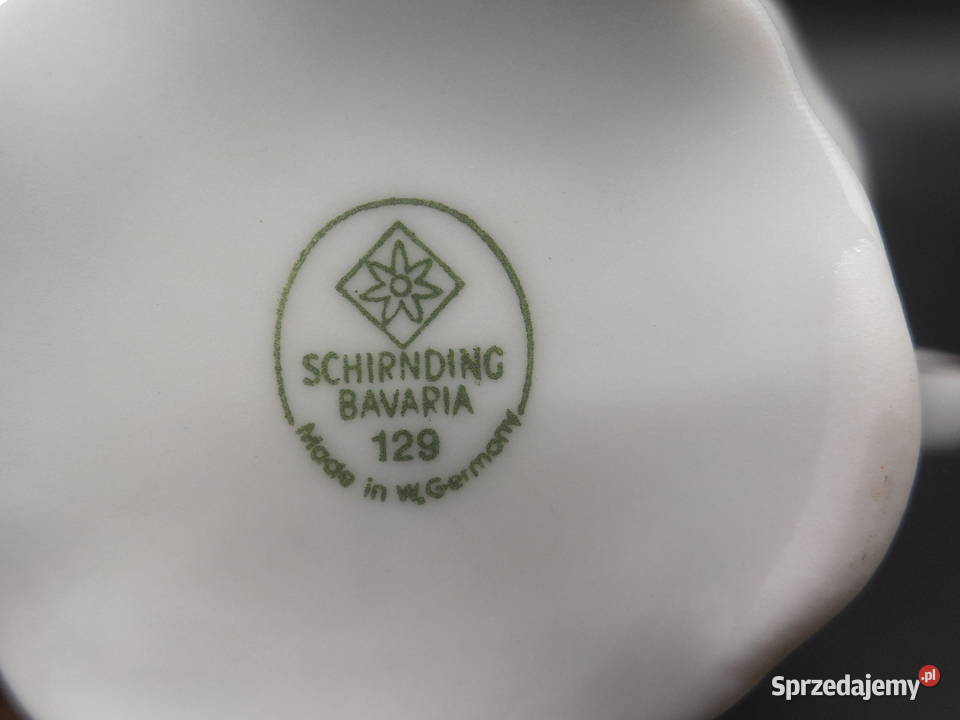 SCHIRNDING
BAVARIA
129
Made in W.Germany
Sprzedajemy.pl